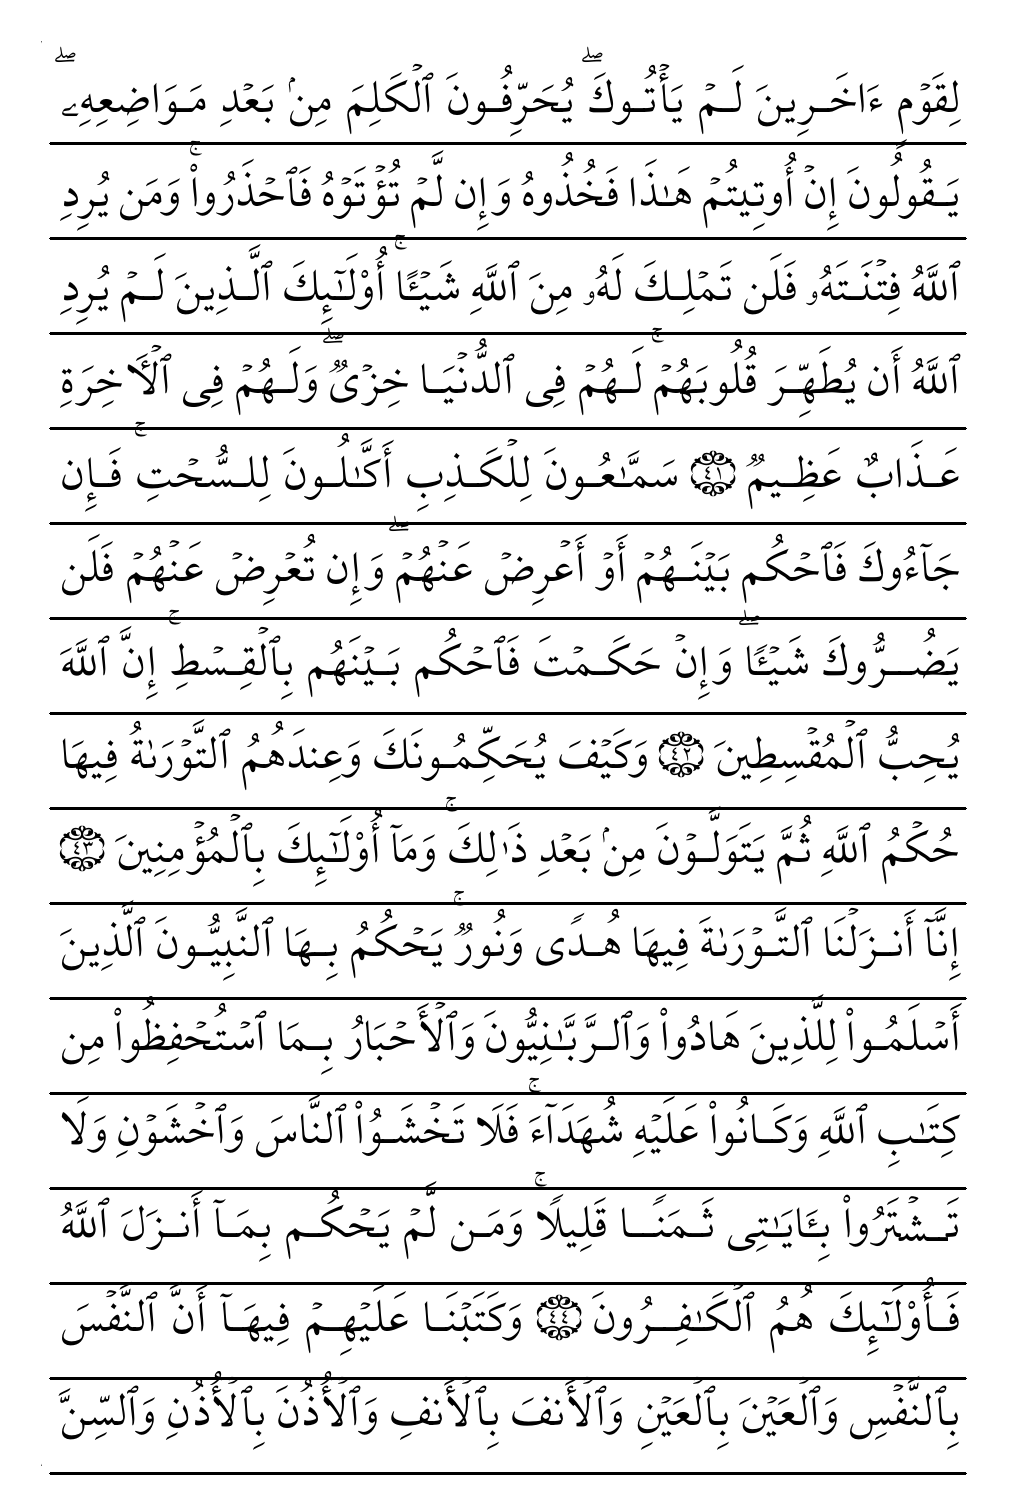 لِقَوۡمٍ ءَاخَرِينَ لَمۡ يَأۡتُوكَۖ يُحَرِّفُونَ ٱلۡكَلِمَ مِنۢ بَعۡدِ مَوَاضِعِهِۦۖ
يَقُولُونَ إِنۡ أُوتِيتُمۡ هَٰذَا فَخُذُوهُ وَإِن لَّمۡ تُؤۡتَوۡهُ فَٱحۡذَرُواْۚ وَمَن يُرِدِ
ٱللَّهُ فِتۡنَتَهُۥ فَلَن تَمۡلِكَ لَهُۥ مِنَ ٱللَّهِ شَيۡـًٔاۚ أُوْلَٰٓئِكَ ٱلَّذِينَ لَمۡ يُرِدِ
ٱللَّهُ أَن يُطَهِّرَ قُلُوبَهُمۡۚ لَهُمۡ فِي ٱلدُّنۡيَا خِزۡيٞۖ وَلَهُمۡ فِي ٱلۡأٓخِرَةِ
عَذَابٌ عَظِيمٞ ٤١ سَمَّٰعُونَ لِلۡكَذِبِ أَكَّٰلُونَ لِلسُّحۡتِۚ فَإِن
جَآءُوكَ فَٱحۡكُم بَيۡنَهُمۡ أَوۡ أَعۡرِضۡ عَنۡهُمۡۖ وَإِن تُعۡرِضۡ عَنۡهُمۡ فَلَن
يَضُرُّوكَ شَيۡـٔٗاۖ وَإِنۡ حَكَمۡتَ فَٱحۡكُم بَيۡنَهُم بِٱلۡقِسۡطِۚ إِنَّ ٱللَّهَ
يُحِبُّ ٱلۡمُقۡسِطِينَ ٤٢ وَكَيۡفَ يُحَكِّمُونَكَ وَعِندَهُمُ ٱلتَّوۡرَىٰةُ فِيهَا
حُكۡمُ ٱللَّهِ ثُمَّ يَتَوَلَّوۡنَ مِنۢ بَعۡدِ ذَٰلِكَۚ وَمَآ أُوْلَٰٓئِكَ بِٱلۡمُؤۡمِنِينَ ٤٣
إِنَّآ أَنزَلۡنَا ٱلتَّوۡرَىٰةَ فِيهَا هُدٗى وَنُورٞۚ يَحۡكُمُ بِهَا ٱلنَّبِيُّونَ ٱلَّذِينَ
أَسۡلَمُواْ لِلَّذِينَ هَادُواْ وَٱلرَّبَّٰنِيُّونَ وَٱلۡأَحۡبَارُ بِمَا ٱسۡتُحۡفِظُواْ مِن
كِتَٰبِ ٱللَّهِ وَكَانُواْ عَلَيۡهِ شُهَدَآءَۚ فَلَا تَخۡشَوُاْ ٱلنَّاسَ وَٱخۡشَوۡنِ وَلَا
تَشۡتَرُواْ بِـَٔايَٰتِي ثَمَنٗا قَلِيلٗاۚ وَمَن لَّمۡ يَحۡكُم بِمَآ أَنزَلَ ٱللَّهُ
فَأُوْلَٰٓئِكَ هُمُ ٱلۡكَٰفِرُونَ ٤٤ وَكَتَبۡنَا عَلَيۡهِمۡ فِيهَآ أَنَّ ٱلنَّفۡسَ
بِٱلنَّفۡسِ وَٱلۡعَيۡنَ بِٱلۡعَيۡنِ وَٱلۡأَنفَ بِٱلۡأَنفِ وَٱلۡأُذُنَ بِٱلۡأُذُنِ وَٱلسِّنَّ